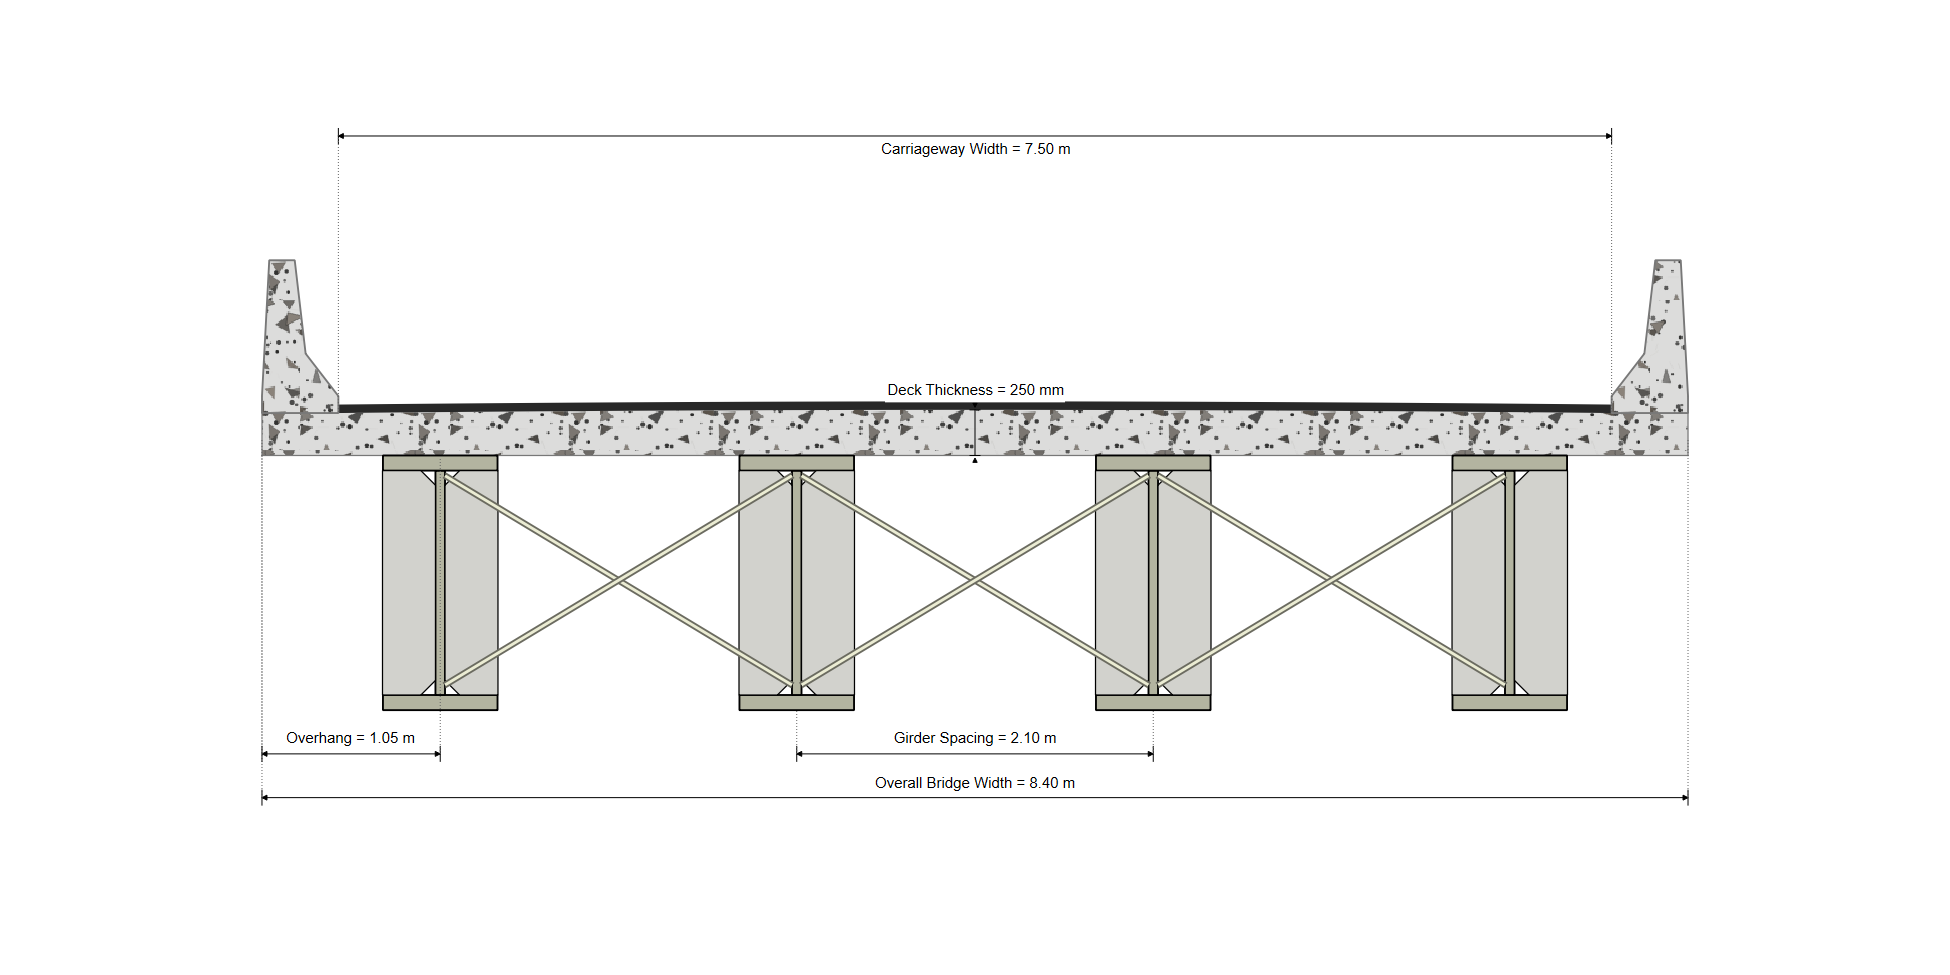 Carriageway Width = 7.50 m
Deck Thickness = 250 mm
Overhang = 1.05 m
Girder Spacing = 2.10 m
Overall Bridge Width = 8.40 m